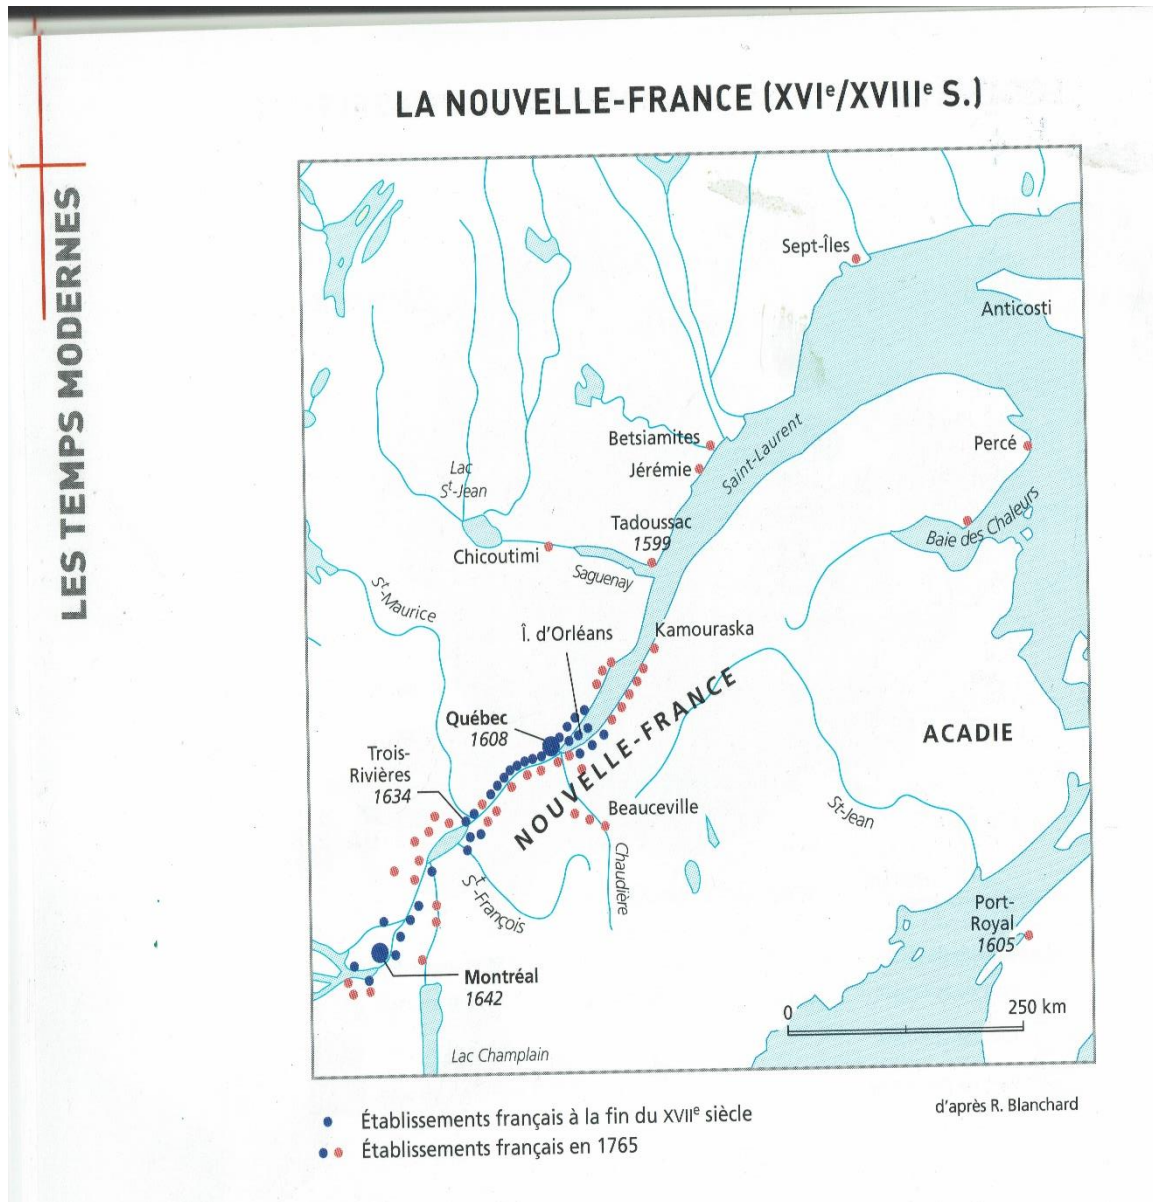 LES TEMPS MODERNES
LA NOUVELLE-FRANCE (XVIe/XVIIIe S.)
Sept-Îles
Anticosti
Betsiamites
Jérémie
Saint-Laurent
Percé
Lac
St-Jean
Tadoussac
1599
Baie des Chaleurs
Chicoutimi
Saguenay
St-Maurice
Î. d'Orléans
Kamouraska
Québec
1608
NOUVELLE-FRANCE
ACADIE
Trois-
Rivières
1634
Beauceville
St-Jean
Chaudière
St-François
Port-
Royal
1605
Montréal
1642
0
250 km
Lac Champlain
Établissements français à la fin du XVIIe siècle
d'après R. Blanchard
Établissements français en 1765